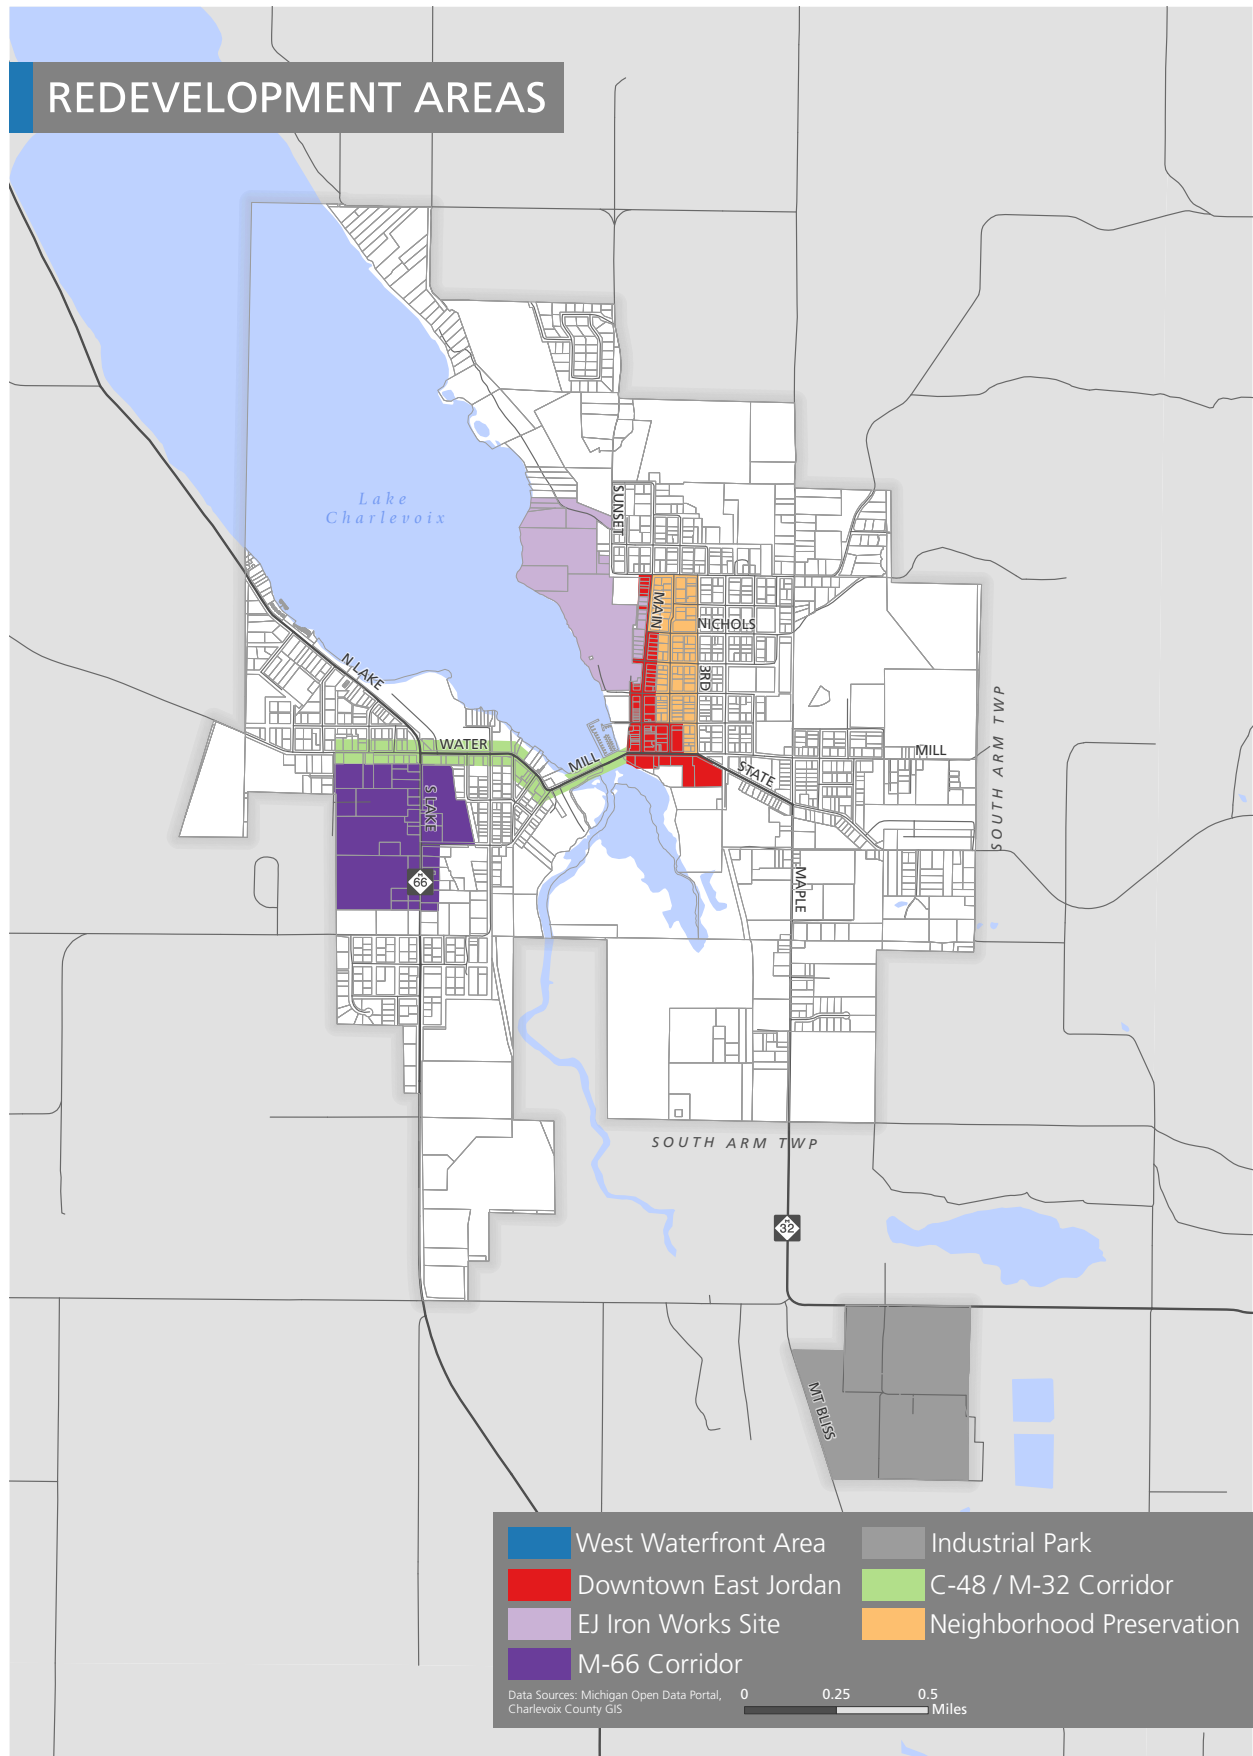 REDEVELOPMENT AREAS
Lake
Charlevoix
SUNSET
MAIN
NICHOLS
3RD
N LAKE
WATER
MILL
MILL
STATE
S LAKE
SOUTH ARM TWP
M
66
MAPLE
SOUTH ARM TWP
M
32
MT BLISS
West Waterfront Area
Industrial Park
Downtown East Jordan
C-48 / M-32 Corridor
EJ Iron Works Site
Neighborhood Preservation
M-66 Corridor
Data Sources: Michigan Open Data Portal,
Charlevoix County GIS
0 0.25 0.5
Miles